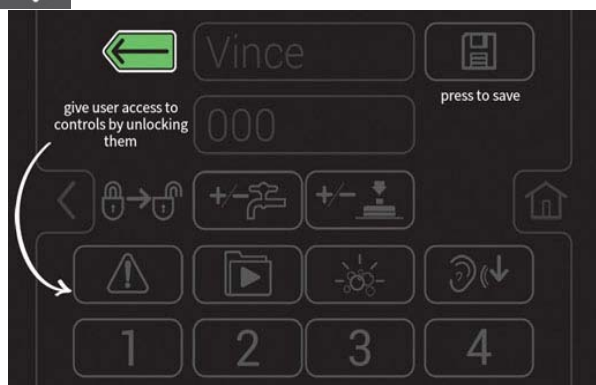 Vince
press to save
give user access to
controls by unlocking
them
000
+/- +/-
1 2 3 4